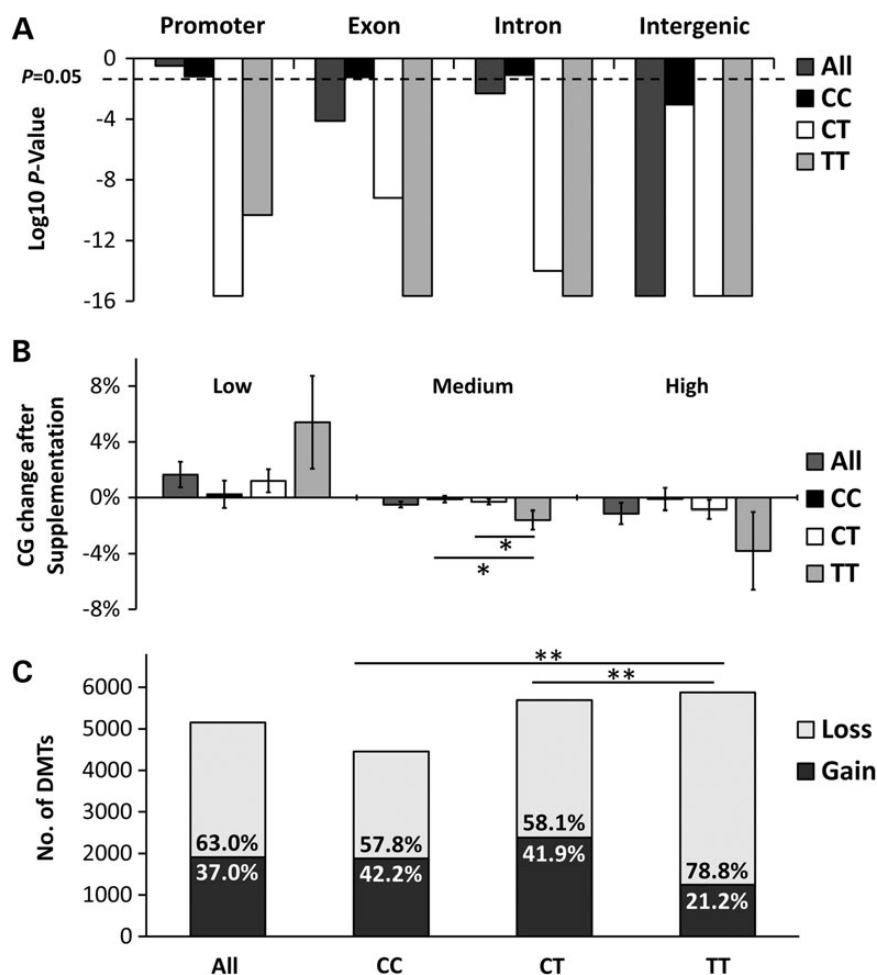 A
Promoter Exon Intron Intergenic
0
P=0.05
-4
-8
-12
-16
Log10 P-Value
All
CC
CT
TT
B
Low Medium High
8%
4%
0%
-4%
-8%
CG change after
Supplementation
*
*
All
CC
CT
TT
C
**
**
6000
5000
4000
3000
2000
1000
0
No. of DMTs
63.0% 57.8% 58.1% 78.8%
37.0% 42.2% 41.9% 21.2%
Loss
Gain
All CC CT TT